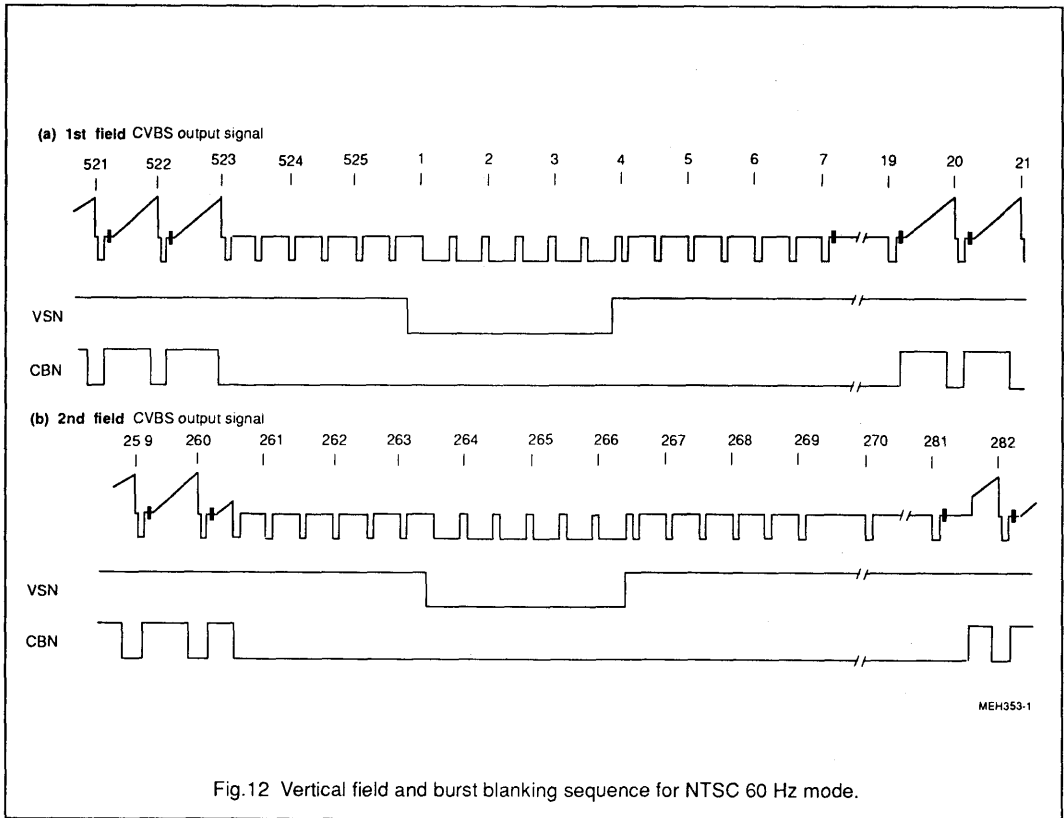 (a) 1st field CVBS output signal
521 522 523 524 525 1 2 3 4 5 6 7 19 20 21
VSN
CBN
(b) 2nd field CVBS output signal
25 9 260 261 262 263 264 265 266 267 268 269 270 281 282
VSN
CBN
MEH353-1
Fig.12 Vertical field and burst blanking sequence for NTSC 60 Hz mode.